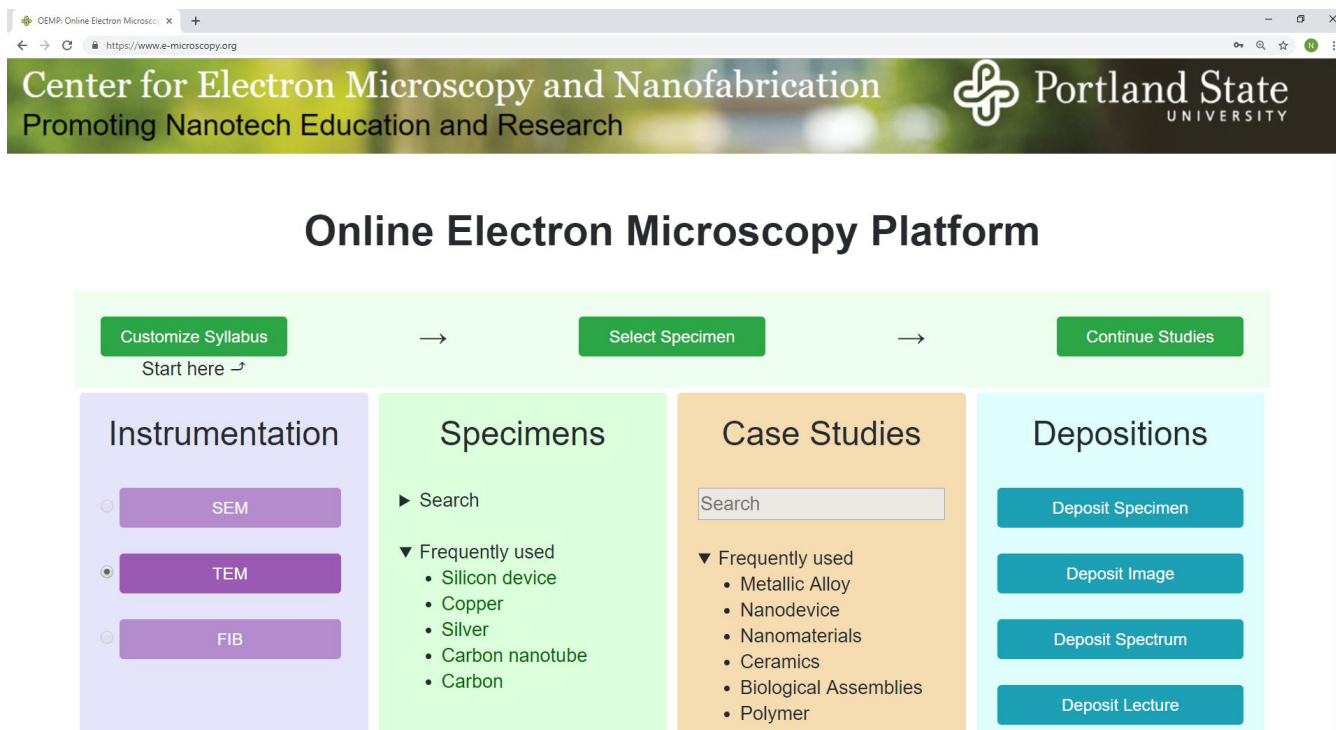 OEMP: Online Electron Microscop
https://www.e-microscopy.org
N
Center for Electron Microscopy and Nanofabrication
Promoting Nanotech Education and Research
Portland State
UNIVERSITY
Online Electron Microscopy Platform
Customize Syllabus → Select Specimen → Continue Studies
Start here
Instrumentation
SEM
TEM
FIB
Specimens
▶ Search
▼ Frequently used
• Silicon device
• Copper
• Silver
• Carbon nanotube
• Carbon
Case Studies
Search
▼ Frequently used
• Metallic Alloy
• Nanodevice
• Nanomaterials
• Ceramics
• Biological Assemblies
• Polymer
Depositions
Deposit Specimen
Deposit Image
Deposit Spectrum
Deposit Lecture